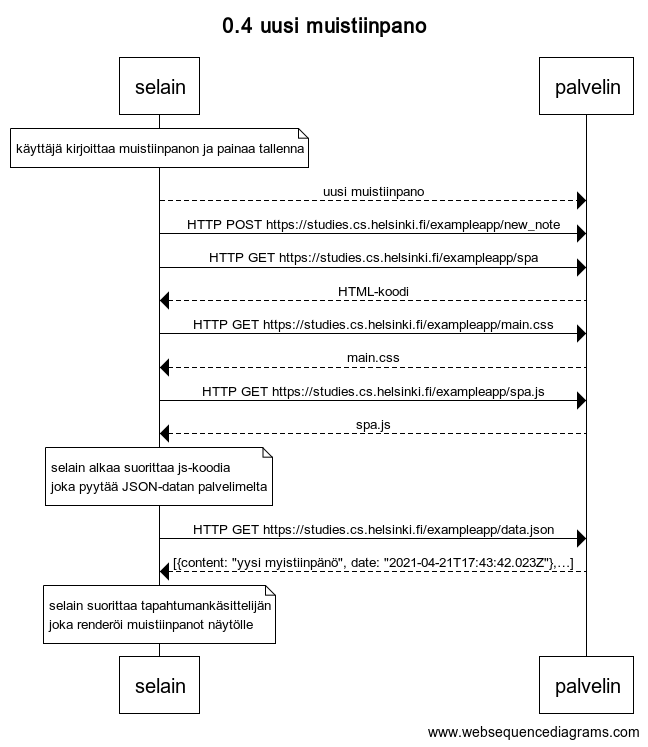 0.4 uusi muistiinpano
selain
palvelin
käyttäjä kirjoittaa muistiinpanon ja painaa tallenna
uusi muistiinpano
HTTP POST https://studies.cs.helsinki.fi/exampleapp/new_note
HTTP GET https://studies.cs.helsinki.fi/exampleapp/spa
HTML-koodi
HTTP GET https://studies.cs.helsinki.fi/exampleapp/main.css
main.css
HTTP GET https://studies.cs.helsinki.fi/exampleapp/spa.js
spa.js
selain alkaa suorittaa js-koodia
joka pyytää JSON-datan palvelimelta
HTTP GET https://studies.cs.helsinki.fi/exampleapp/data.json
[{content: "yysi myistiinpänö", date: "2021-04-21T17:43:42.023Z"},...]
selain suorittaa tapahtumankäsittelijän
joka renderöi muistiinpanot näytölle
selain
palvelin
www.websequencediagrams.com